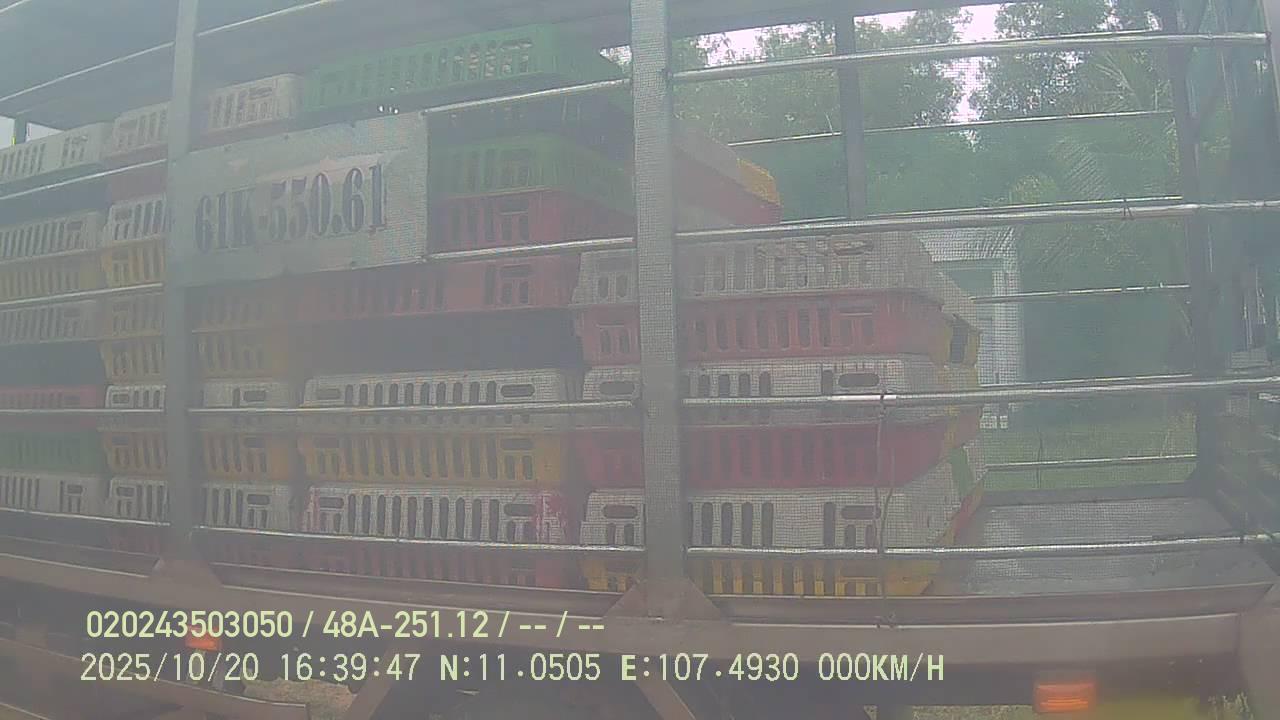 61K-550.61
020243503050 / 48A-251.12 / -- / --
2025/10/20 16:39:47 N:11.0505 E:107.4930 000KM/H